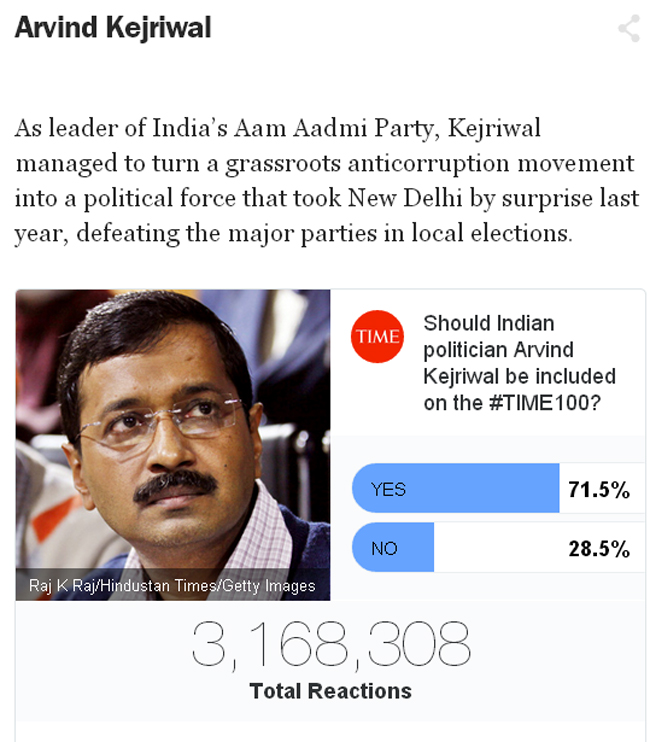 Arvind Kejriwal
As leader of India’s Aam Aadmi Party, Kejriwal
managed to turn a grassroots anticorruption movement
into a political force that took New Delhi by surprise last
year, defeating the major parties in local elections.
TIME
Should Indian
politician Arvind
Kejriwal be included
on the #TIME100?
YES 71.5%
NO 28.5%
Raj K Raj/Hindustan Times/Getty Images
3,168,308
Total Reactions